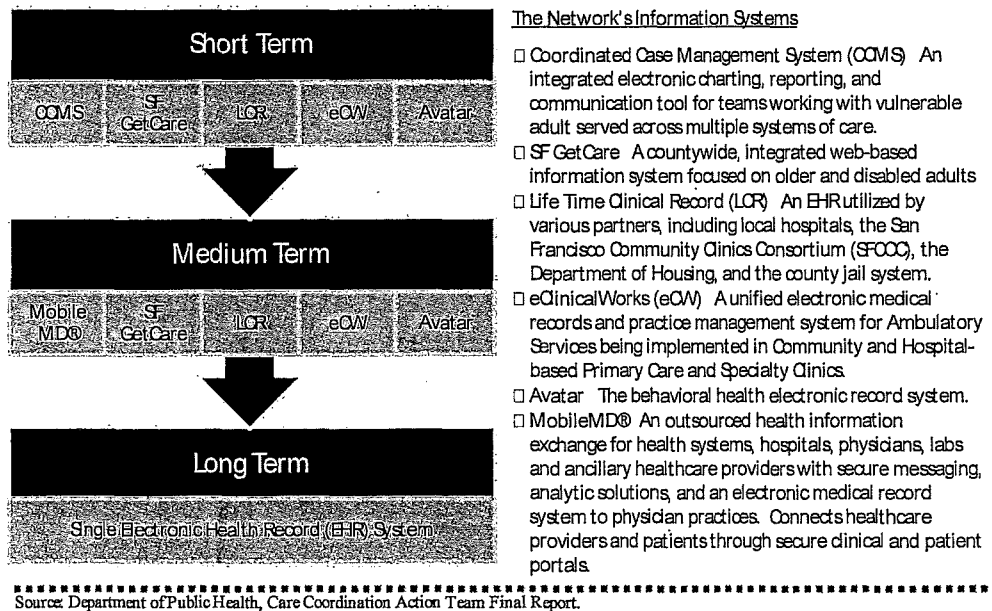 Short Term
CCMS
SF
GetCare
LCR
eCW
Avatar
Medium Term
Mobile
MD®
SF
GetCare
LCR
eCW
Avatar
Long Term
Single Electronic Health Record (EHR) System
The Network's Information Systems
□ Coordinated Case Management System (CCMS) An
integrated electronic charting, reporting, and
communication tool for teams working with vulnerable
adult served across multiple systems of care.
□ SF GetCare A countywide, integrated web-based
information system focused on older and disabled adults
□ Life Time Clinical Record (LCR) An EHR utilized by
various partners, including local hospitals, the San
Francisco Community Clinics Consortium (SFCCC), the
Department of Housing, and the county jail system.
□ eClinicalWorks (eCW) A unified electronic medical
records and practice management system for Ambulatory
Services being implemented in Community and Hospital-
based Primary Care and Specialty Clinics.
□ Avatar The behavioral health electronic record system.
□ MobileMD® An outsourced health information
exchange for health systems, hospitals, physicians, labs
and ancillary healthcare providers with secure messaging,
analytic solutions, and an electronic medical record
system to physician practices. Connects healthcare
providers and patients through secure clinical and patient
portals.
Source: Department of Public Health, Care Coordination Action Team Final Report.